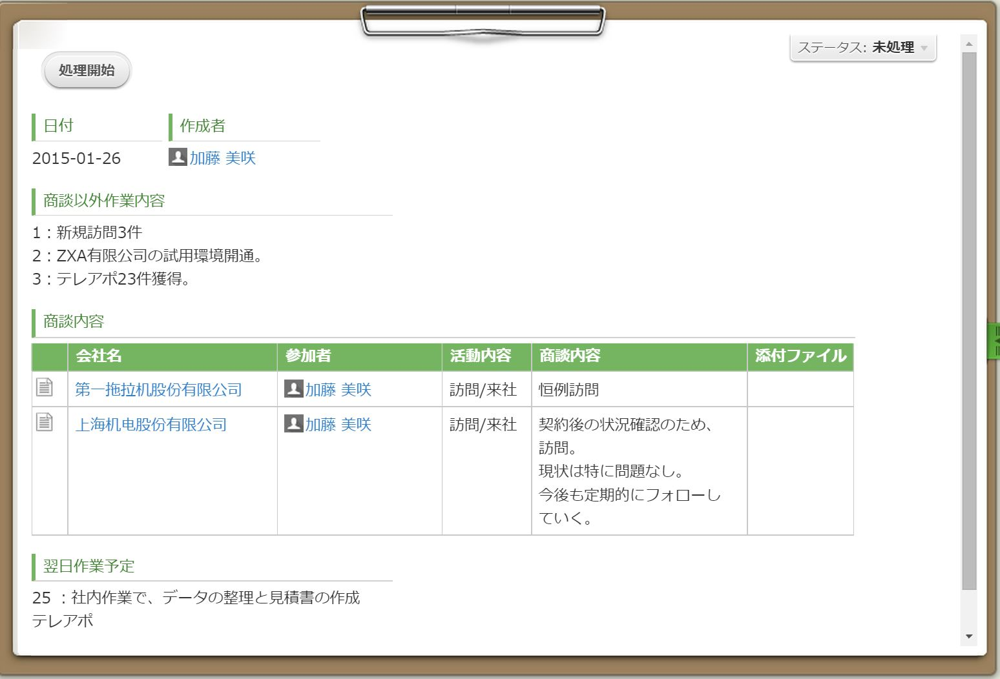 ステータス: 未処理
処理開始
日付
作成者
2015-01-26
加藤 美咲
商談以外作業内容
1：新規訪問3件
2：ZXA有限公司の試用環境開通。
3：テレアポ23件獲得。
商談内容
会社名 参加者 活動内容 商談内容 添付ファイル
第一拖拉机股份有限公司 加藤 美咲 訪問/来社 恒例訪問
上海机电股份有限公司 加藤 美咲 訪問/来社 契約後の状況確認のため、
訪問。
現状は特に問題なし。
今後も定期的にフォローし
ていく。
翌日作業予定
25 ：社内作業で、データの整理と見積書の作成
テレアポ